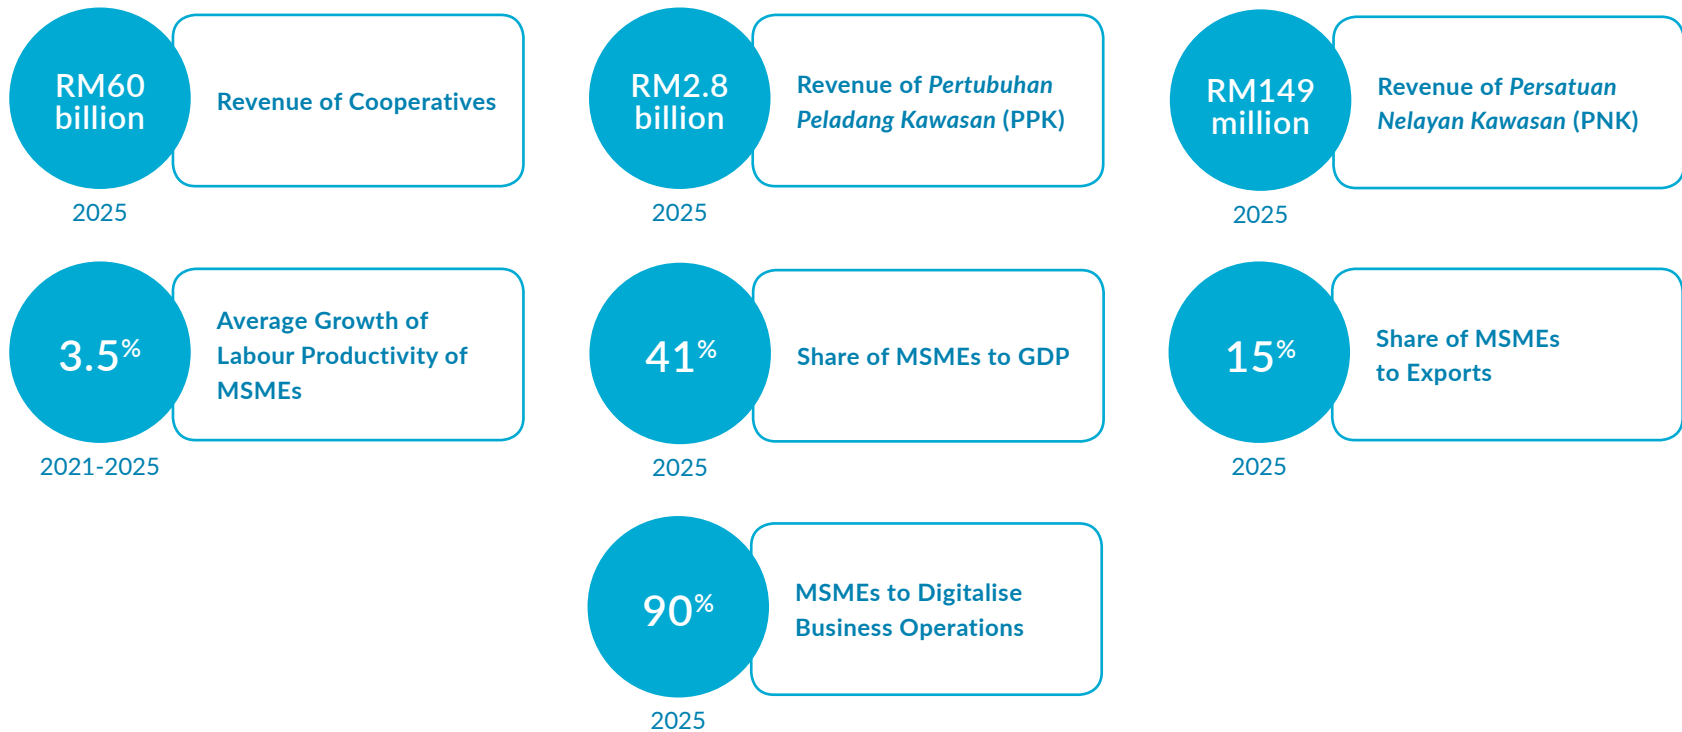 RM60
billion
Revenue of Cooperatives
2025
RM2.8
billion
Revenue of Pertubuhan
Peladang Kawasan (PPK)
2025
RM149
million
Revenue of Persatuan
Nelayan Kawasan (PNK)
2025
3.5%
Average Growth of
Labour Productivity of
MSMEs
2021-2025
41%
Share of MSMEs to GDP
2025
15%
Share of MSMEs
to Exports
2025
90%
MSMEs to Digitalise
Business Operations
2025